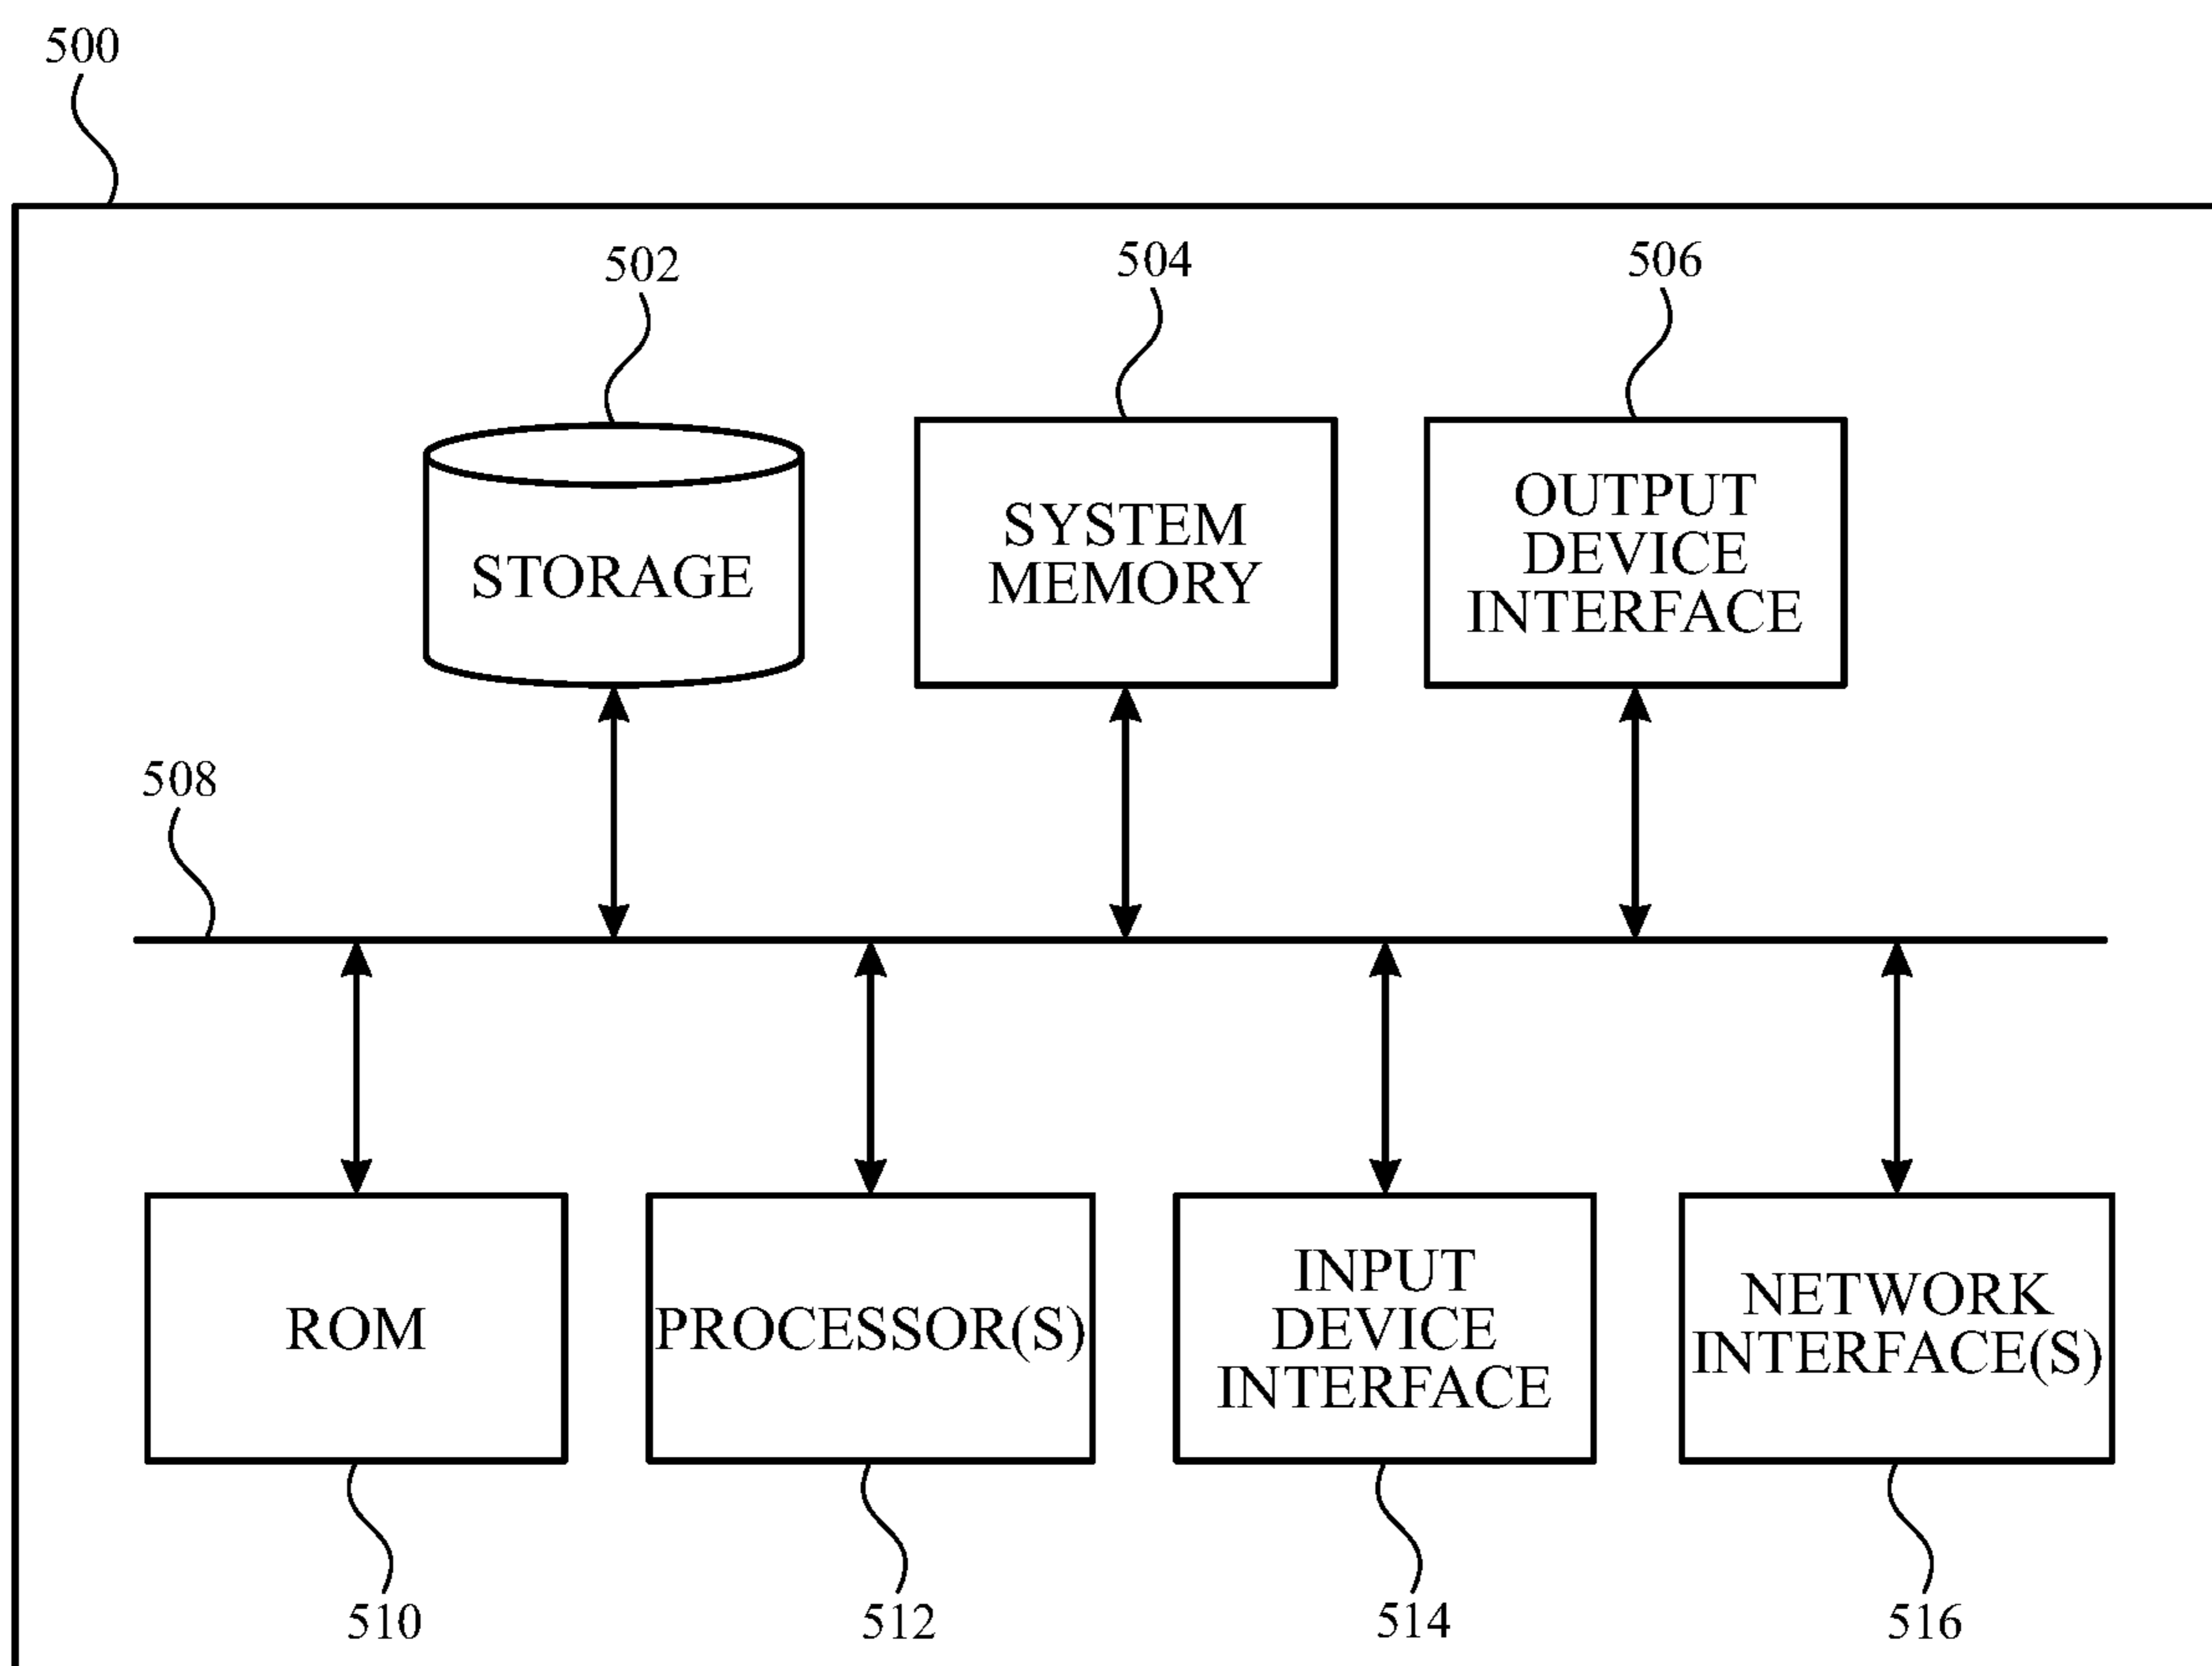 500
502
504
506
STORAGE
SYSTEM
MEMORY
OUTPUT
DEVICE
INTERFACE
508
ROM
PROCESSOR(S)
INPUT
DEVICE
INTERFACE
NETWORK
INTERFACE(S)
510
512
514
516